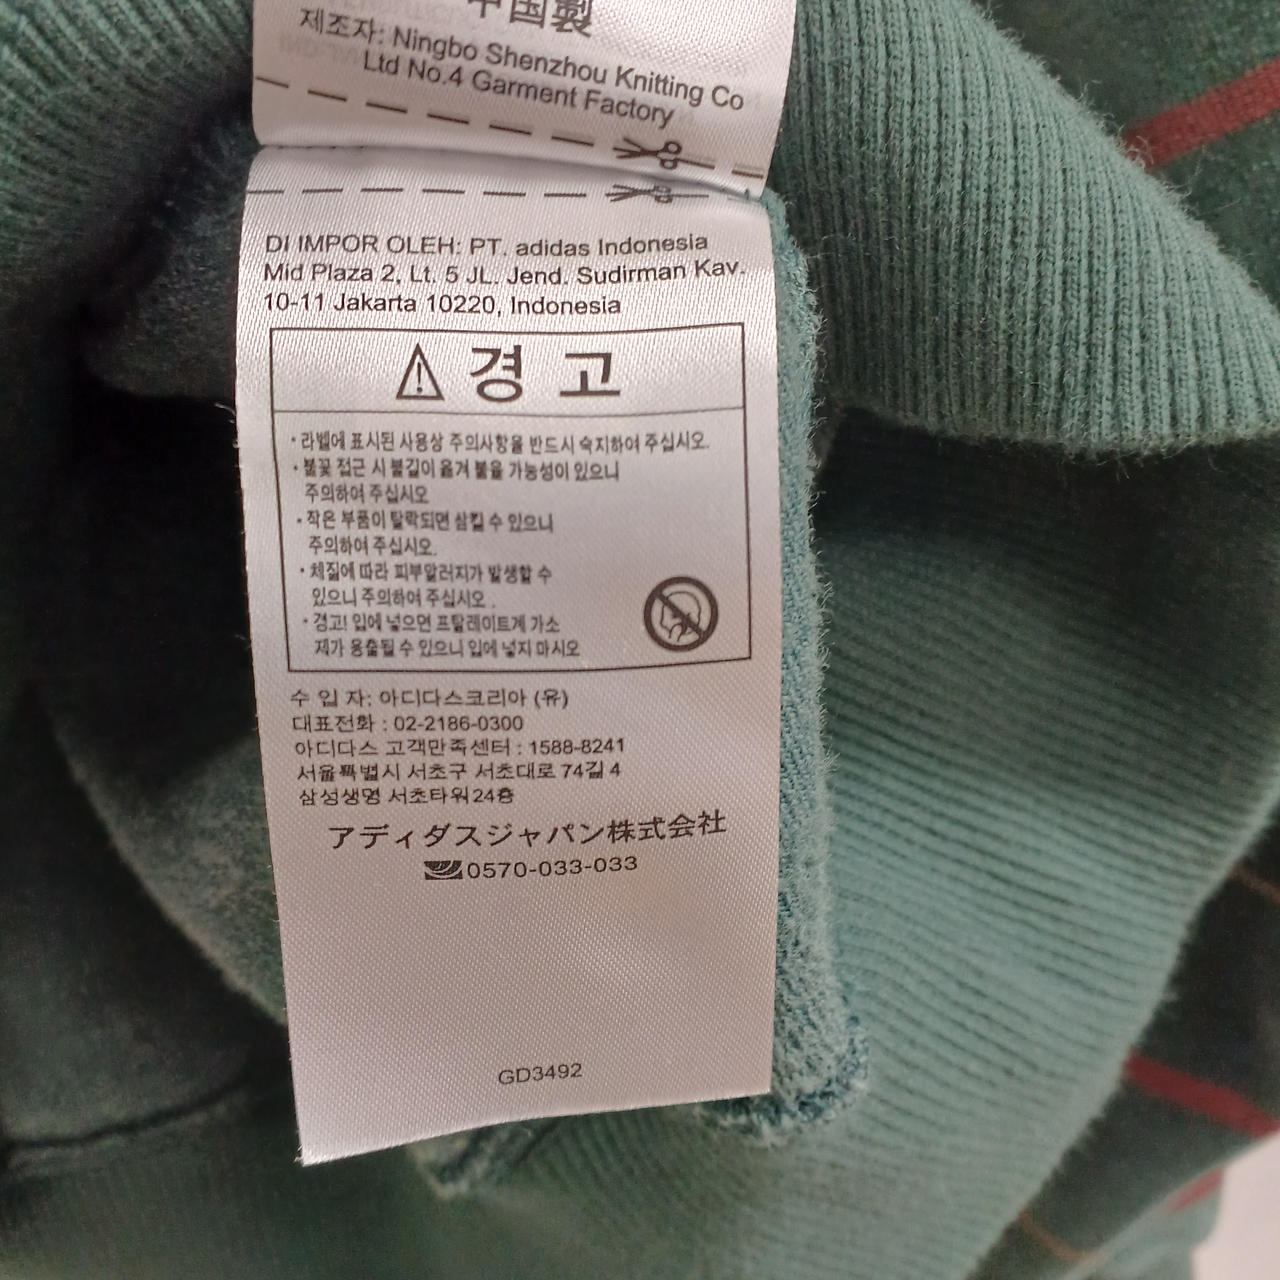 中国製
제조자: Ningbo Shenzhou Knitting Co
Ltd No.4 Garment Factory
DI IMPOR OLEH: PT. adidas Indonesia
Mid Plaza 2, Lt. 5 JL. Jend. Sudirman Kav.
10-11 Jakarta 10220, Indonesia
경 고
· 라벨에 표시된 사용상 주의사항을 반드시 숙지하여 주십시오.
· 불꽃 접근 시 불길이 옮겨 붙을 가능성이 있으니
주의하여 주십시오
· 작은 부품이 탈락되면 삼킬 수 있으니
주의하여 주십시오.
· 체질에 따라 피부알러지가 발생할 수
있으니 주의하여 주십시오 .
· 경고! 입에 넣으면 프탈레이트계 가소
제가 용출될 수 있으니 입에 넣지 마시오
수 입 자: 아디다스코리아 (유)
대표전화 : 02-2186-0300
아디다스 고객만족센터 : 1588-8241
서울특별시 서초구 서초대로 74길 4
삼성생명 서초타워 24층
アディダスジャパン株式会社
0570-033-033
GD3492